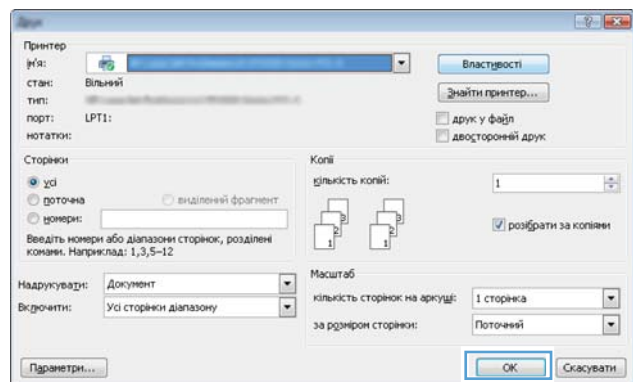 Друк
Принтер
ім'я:
Властивості
стан: Вільний
Знайти принтер...
тип:
порт: LPT1:
друк у файл
нотатки:
двосторонній друк
Сторінки
усі
поточна
виділений фрагмент
номери:
Введіть номери або діапазони сторінок, розділені
комами. Наприклад: 1,3,5–12
Копії
кількість копій: 1
розібрати за копіями
Надрукувати: Документ
Включити: Усі сторінки діапазону
Масштаб
кількість сторінок на аркуші: 1 сторінка
за розміром сторінки: Поточний
Параметри...
ОК
Скасувати